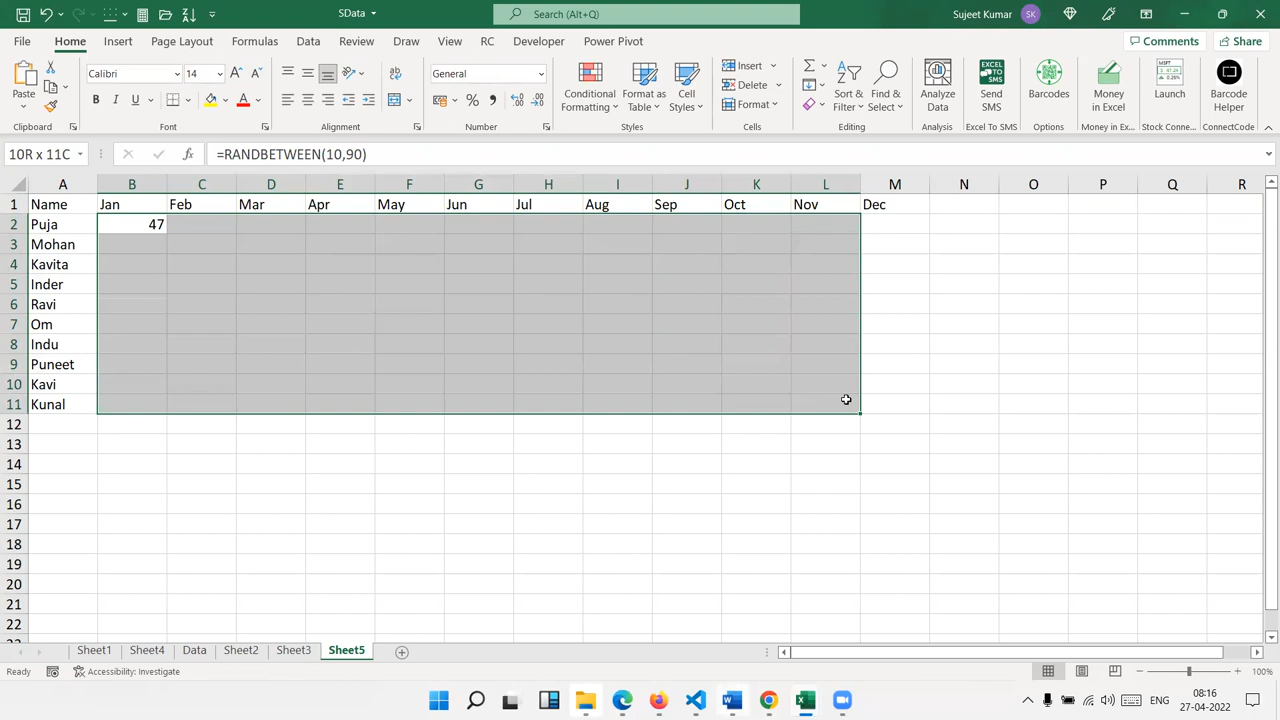 SData
Search (Alt+Q)
Sujeet Kumar SK
File Home Insert Page Layout Formulas Data Review View Draw RC Developer Power Pivot Comments Share
Paste
Clipboard
Calibri 14
B I U
Font
Alignment
General
Number
Conditional Formatting
Format as Table
Cell Styles
Styles
Insert
Delete
Format
Cells
Sort & Filter
Find & Select
Editing
Analyze Data
Analysis
EXCEL TO SMS
Send SMS
Excel To SMS
Barcodes
Options
Money in Excel
Money in Ex...
Launch
Stock Conne...
Barcode Helper
ConnectCode
10R x 11C fx =RANDBETWEEN(10,90)
A B C D E F G H I J K L M N O P Q R
1 Name Jan Feb Mar Apr May Jun Jul Aug Sep Oct Nov Dec
2 Puja 47
3 Mohan
4 Kavita
5 Inder
6 Ravi
7 Om
8 Indu
9 Puneet
10 Kavi
11 Kunal
12
13
14
15
16
17
18
19
20
21
22
Sheet1 Sheet4 Data Sheet2 Sheet3 Sheet5
Ready Accessibility: Investigate 100%
ENG 08:16
27-04-2022